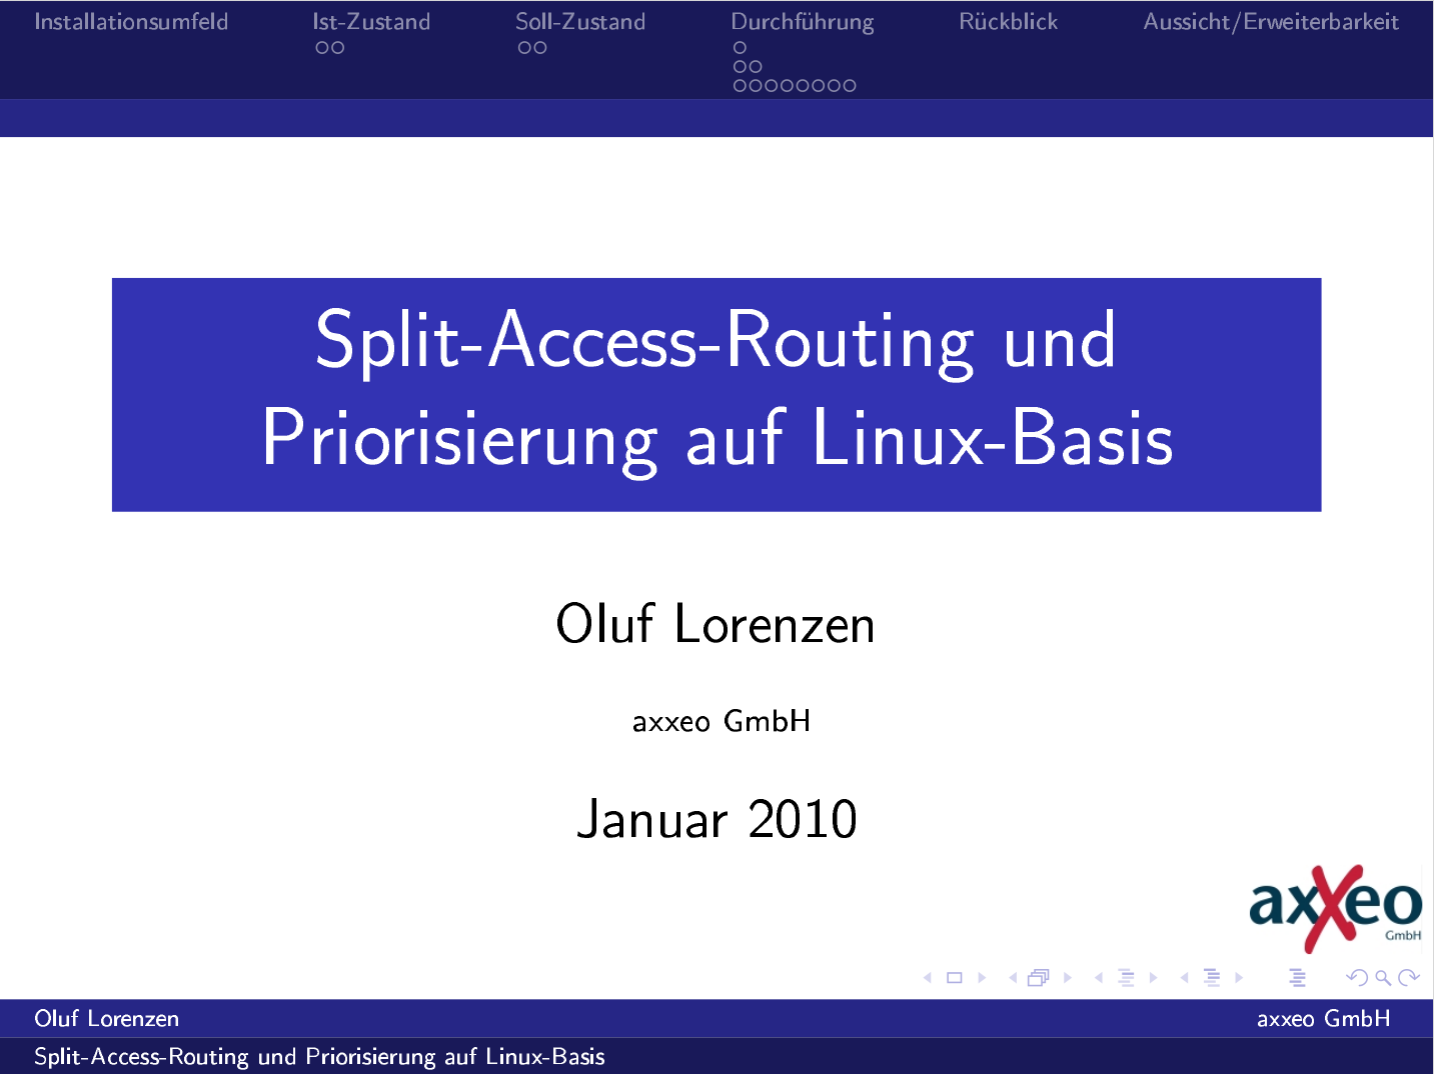 Installationsumfeld Ist-Zustand Soll-Zustand Durchführung Rückblick Aussicht/Erweiterbarkeit
Split-Access-Routing und
Priorisierung auf Linux-Basis
Oluf Lorenzen
axxeo GmbH
Januar 2010
axxeo
GmbH
Oluf Lorenzen axxeo GmbH
Split-Access-Routing und Priorisierung auf Linux-Basis